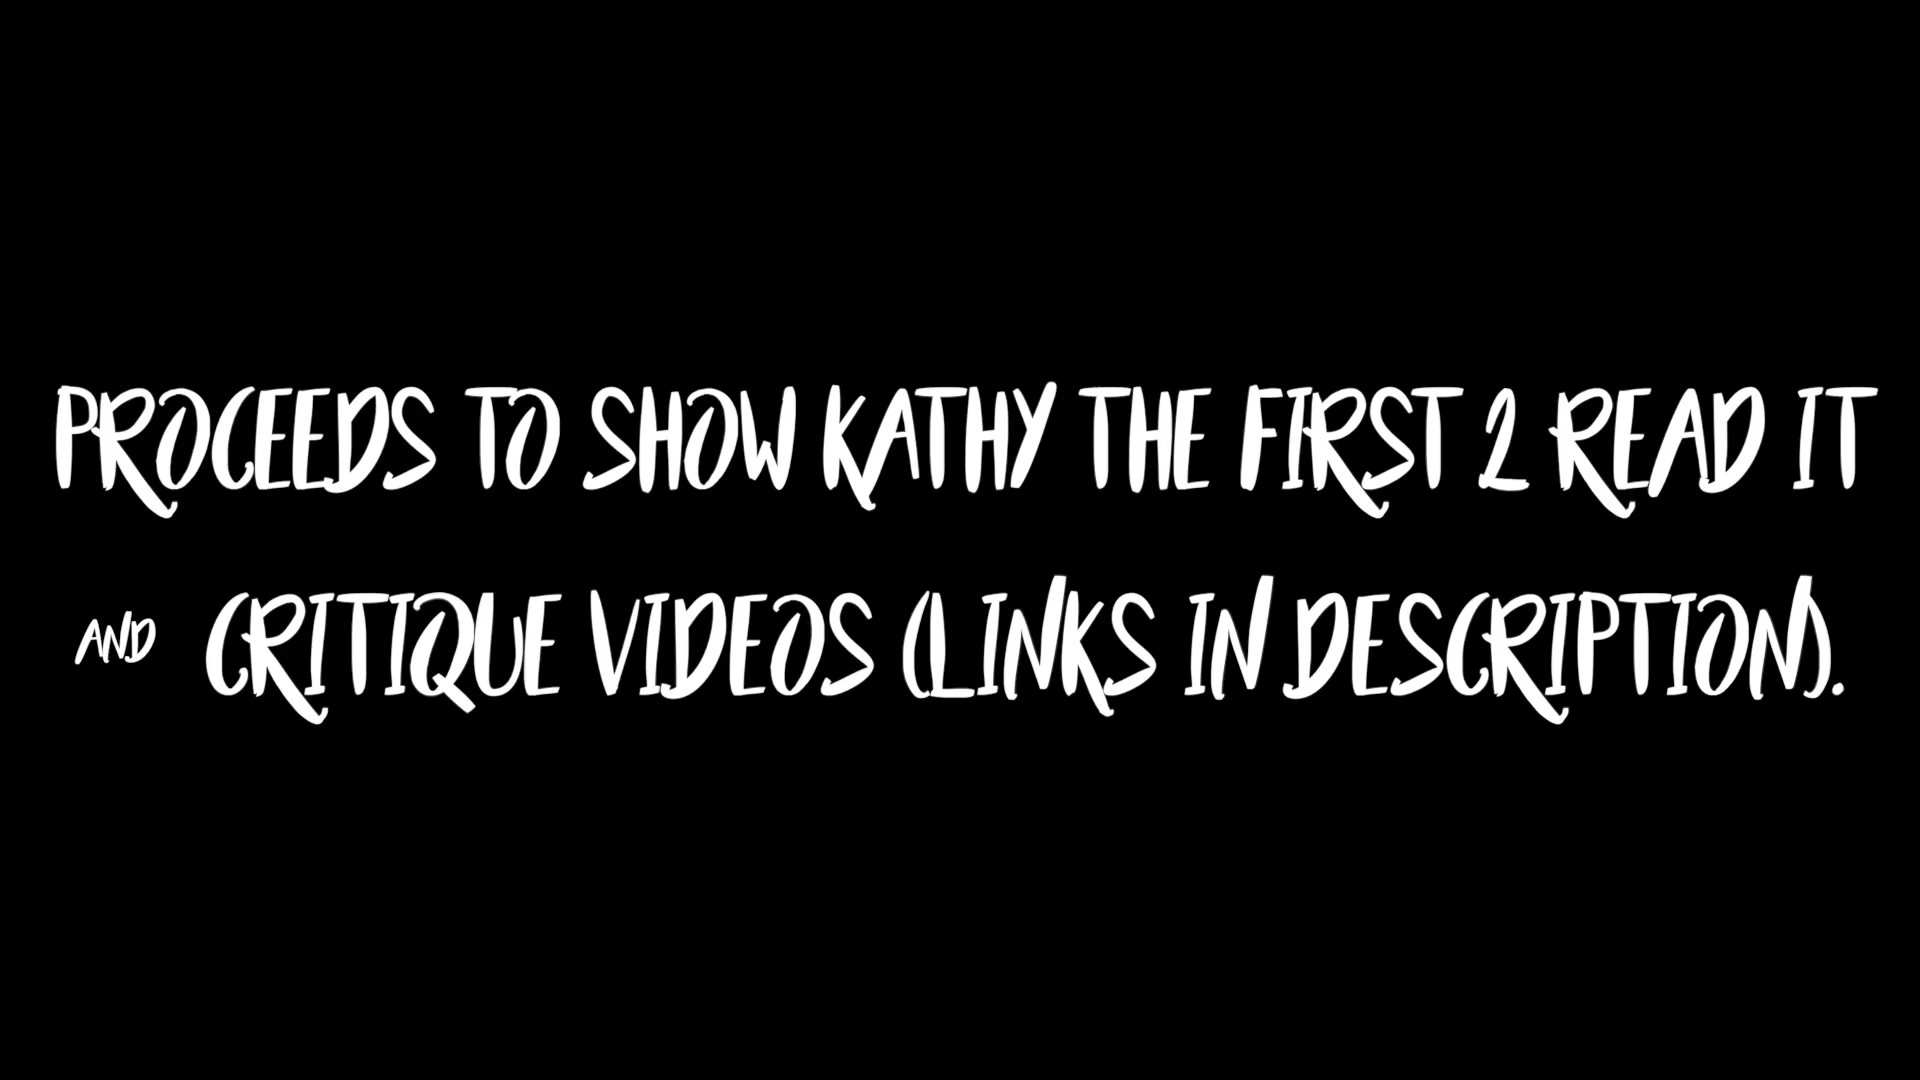 PROCEEDS TO SHOW KATHY THE FIRST 2 READ IT
AND CRITIQUE VIDEOS (LINKS IN DESCRIPTION).